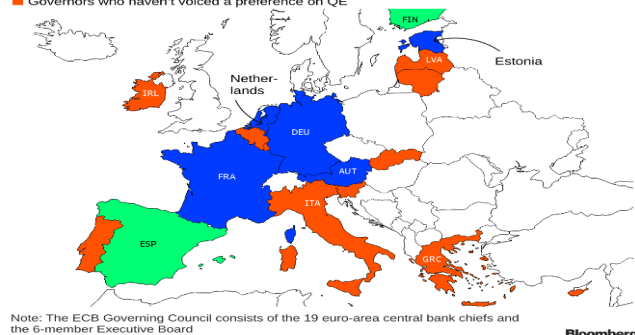 Governors who haven't voiced a preference on QE
FIN
LVA
Estonia
IRL
Nether-
lands
DEU
FRA
AUT
ITA
ESP
GRC
Note: The ECB Governing Council consists of the 19 euro-area central bank chiefs and
the 6-member Executive Board
Bloomberg